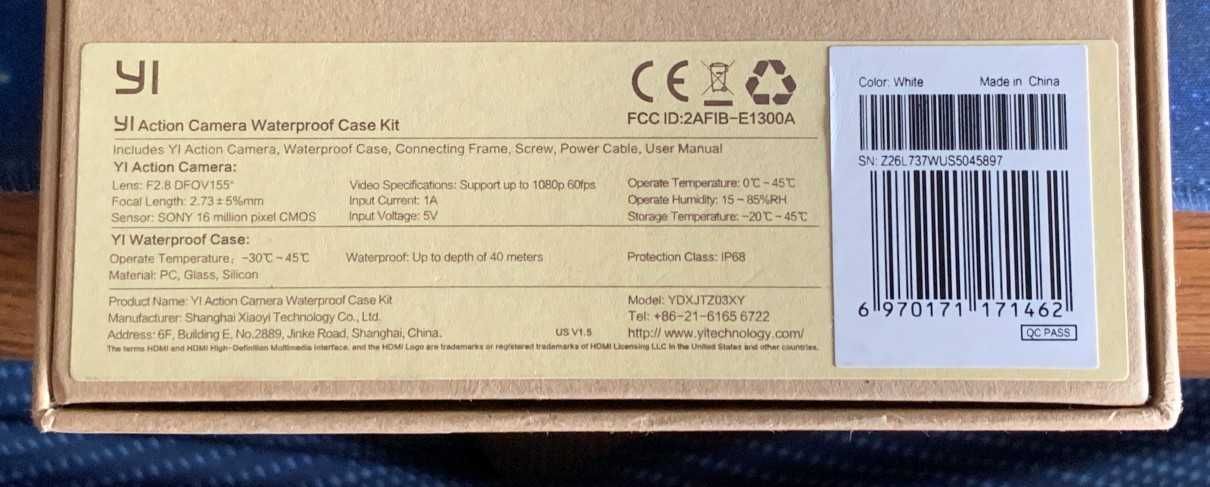 YI
YI Action Camera Waterproof Case Kit
CE
FCC ID:2AFIB-E1300A
Includes YI Action Camera, Waterproof Case, Connecting Frame, Screw, Power Cable, User Manual
YI Action Camera:
Lens: F2.8 DFOV155° Video Specifications: Support up to 1080p 60fps Operate Temperature: 0℃ ~ 45℃
Focal Length: 2.73 ± 5%mm Input Current: 1A Operate Humidity: 15 ~ 85%RH
Sensor: SONY 16 million pixel CMOS Input Voltage: 5V Storage Temperature: -20℃ ~ 45℃
YI Waterproof Case:
Operate Temperature: -30℃ ~ 45℃ Waterproof: Up to depth of 40 meters Protection Class: IP68
Material: PC, Glass, Silicon
Product Name: YI Action Camera Waterproof Case Kit Model: YDXJTZ03XY
Manufacturer: Shanghai Xiaoyi Technology Co., Ltd. Tel: +86-21-6165 6722
Address: 6F, Building E, No.2889, Jinke Road, Shanghai, China. US V1.5 http:// www.yitechnology.com/
The terms HDMI and HDMI High-Definition Multimedia Interface, and the HDMI Logo are trademarks or registered trademarks of HDMI Licensing LLC in the United States and other countries.
Color: White Made in China
SN: Z26L737WUS5045897
6 970171 171462
QC PASS